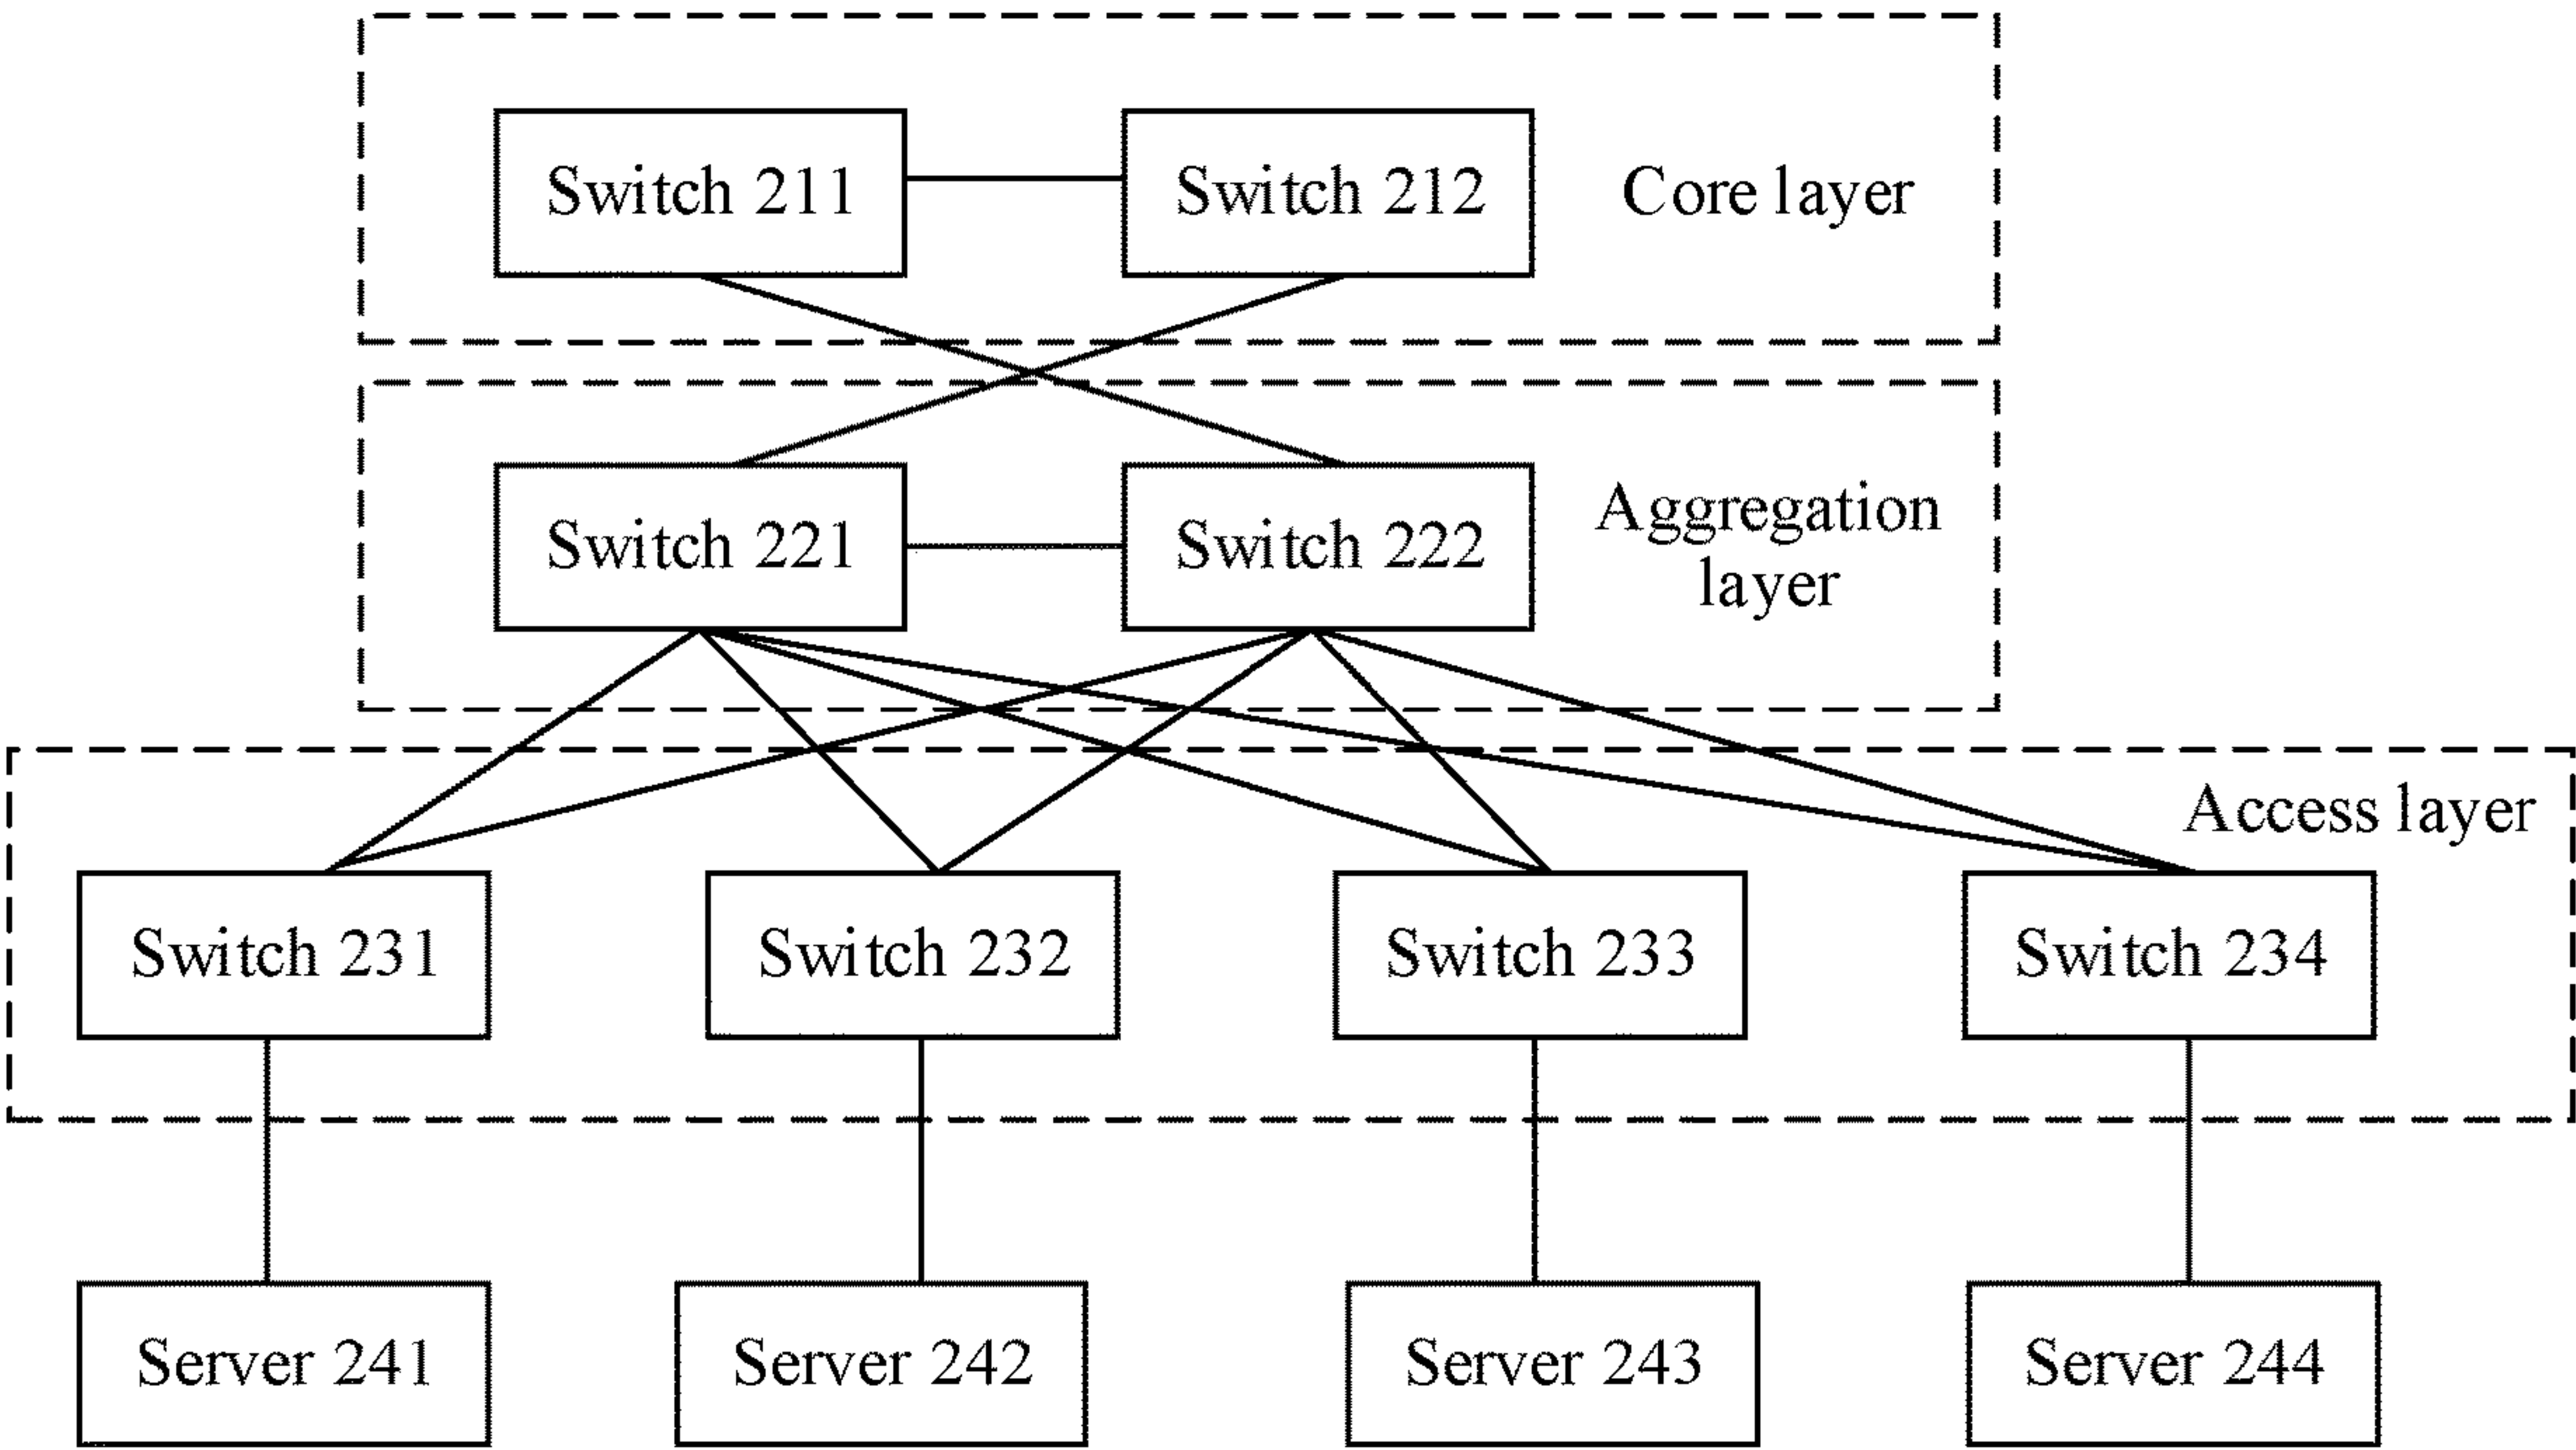 Switch 211
Switch 212
Core layer
Switch 221
Switch 222
Aggregation
layer
Access layer
Switch 231
Switch 232
Switch 233
Switch 234
Server 241
Server 242
Server 243
Server 244